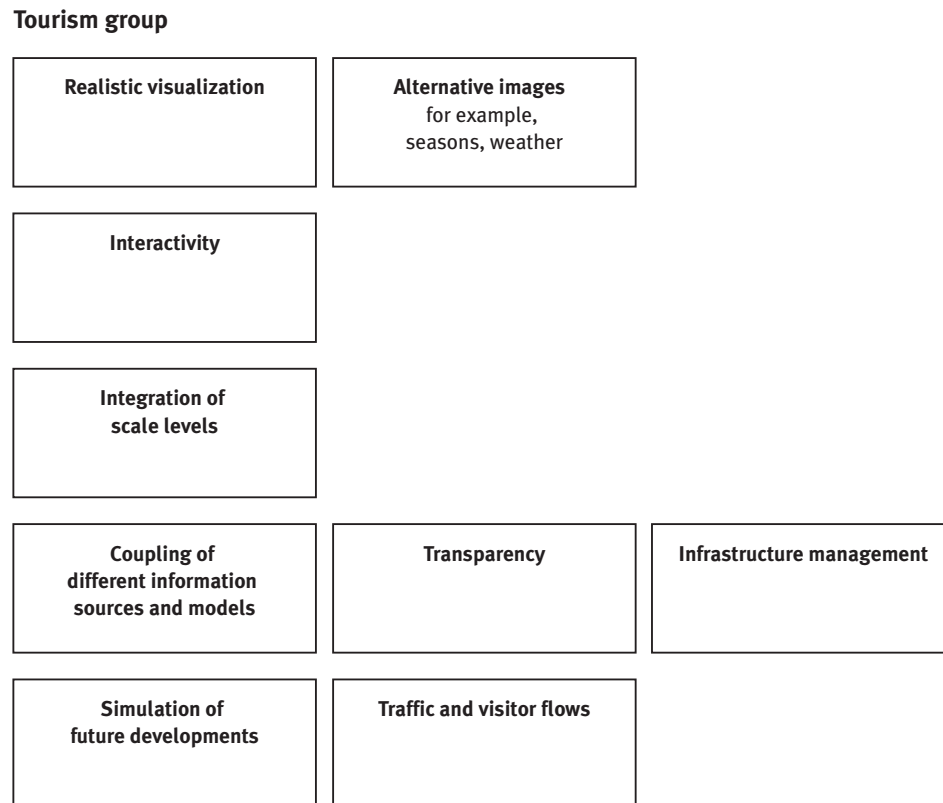 Tourism group
Realistic visualization
Alternative images
for example,
seasons, weather
Interactivity
Integration of
scale levels
Coupling of
different information
sources and models
Transparency
Infrastructure management
Simulation of
future developments
Traffic and visitor flows